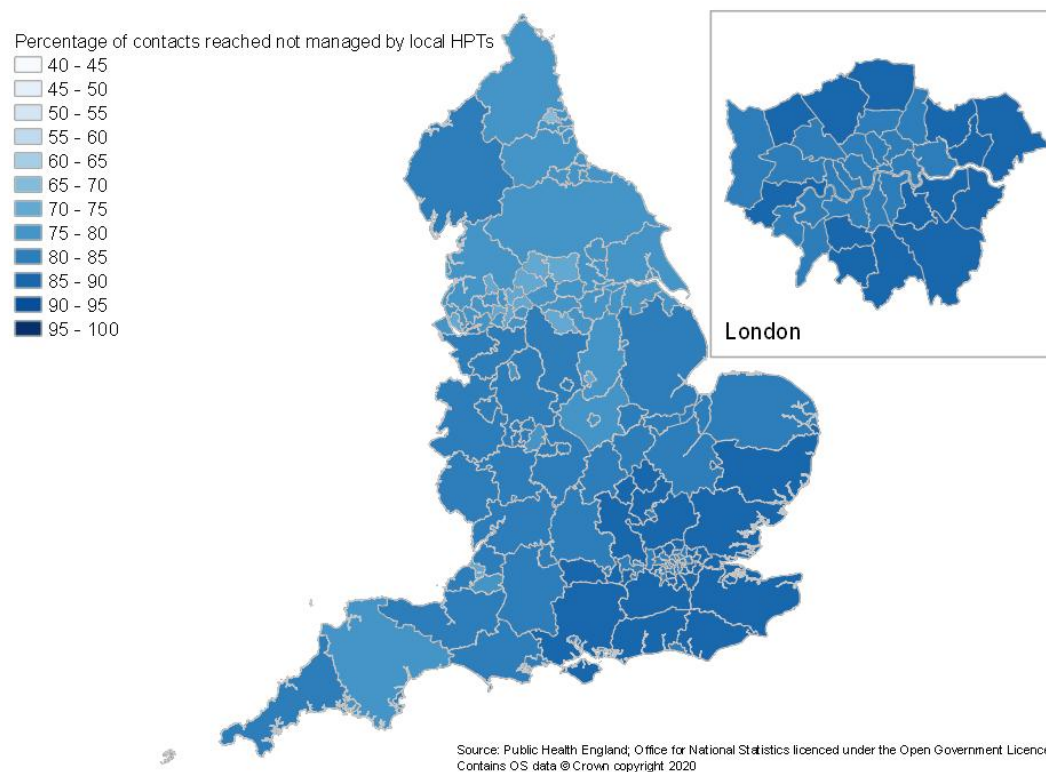 Percentage of contacts reached not managed by local HPTs
40 - 45
45 - 50
50 - 55
55 - 60
60 - 65
65 - 70
70 - 75
75 - 80
80 - 85
85 - 90
90 - 95
95 - 100
London
Source: Public Health England; Office for National Statistics licenced under the Open Government Licence
Contains OS data © Crown copyright 2020